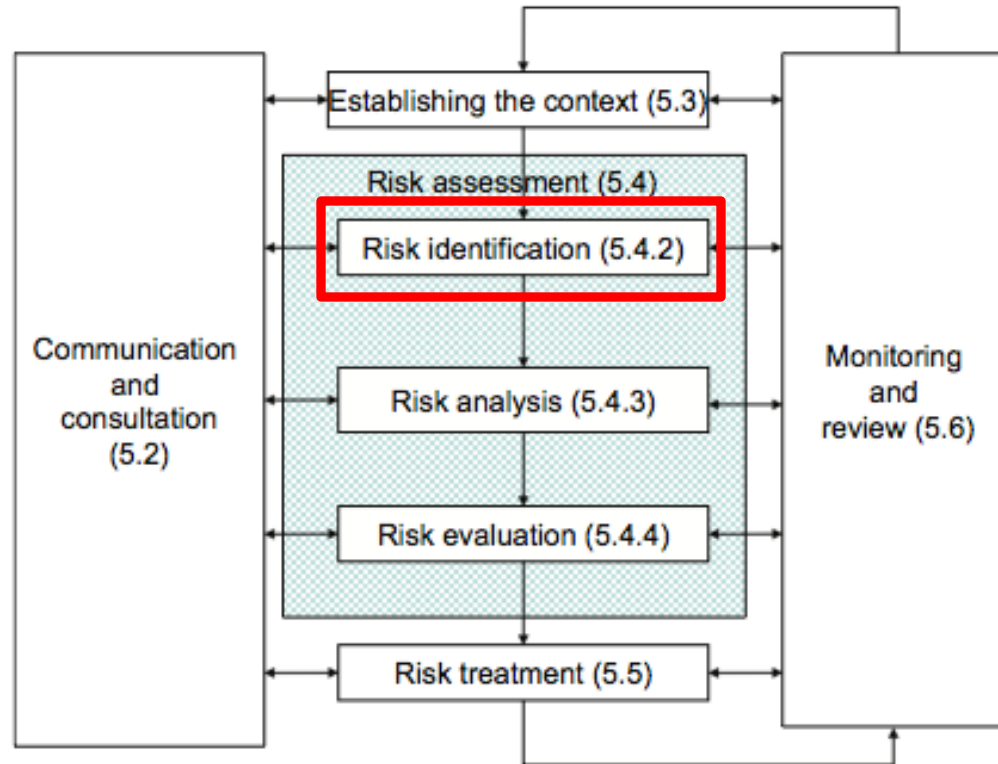 Establishing the context (5.3)
Risk assessment (5.4)
Risk identification (5.4.2)
Communication
and
consultation
(5.2)
Monitoring
and
review (5.6)
Risk analysis (5.4.3)
Risk evaluation (5.4.4)
Risk treatment (5.5)